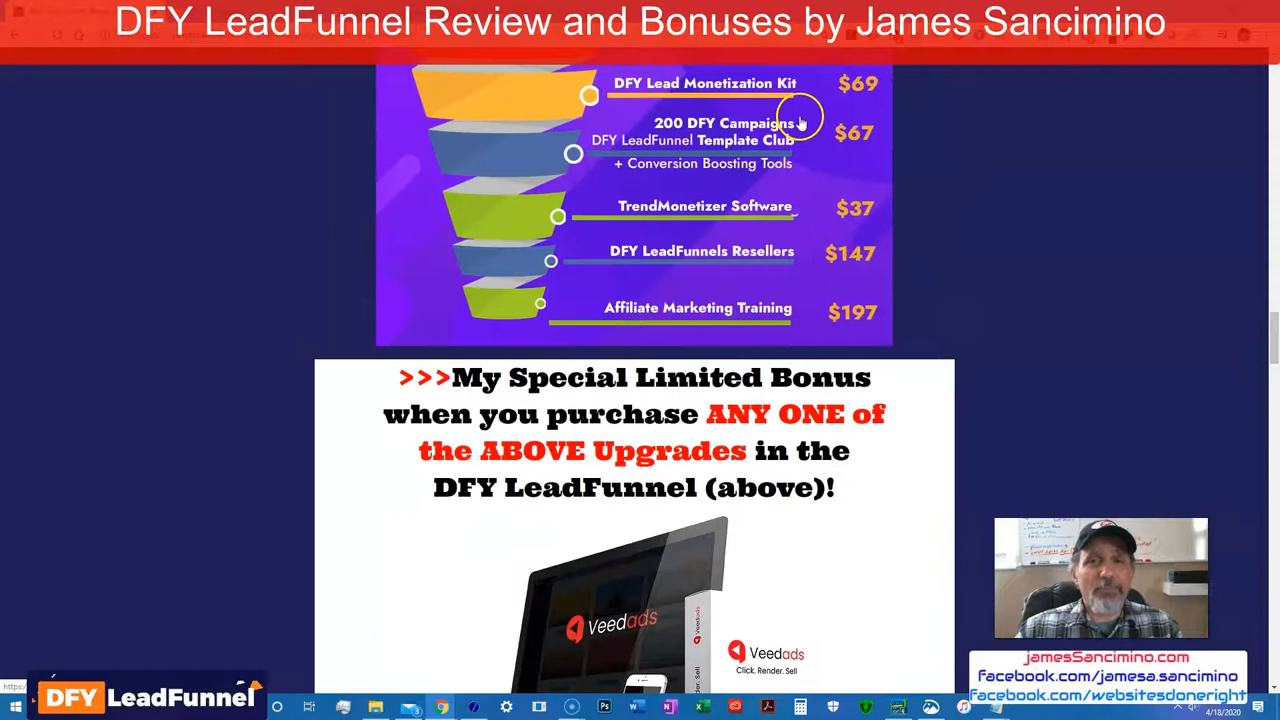 DFY LeadFunnel Review and Bonuses by James Sancimino
DFY Lead Monetization Kit $69
200 DFY Campaigns
DFY LeadFunnel Template Club $67
+ Conversion Boosting Tools
TrendMonetizer Software $37
DFY LeadFunnels Resellers $147
Affiliate Marketing Training $197
>>>My Special Limited Bonus
when you purchase ANY ONE of
the ABOVE Upgrades in the
DFY LeadFunnel (above)!
Veedads
Veedads
Veedads
Click. Render. Sell
jamesSancimino.com
facebook.com/jamesa.sancimino
facebook.com/websitesdoneright
DFY LeadFunnel
4/18/2020